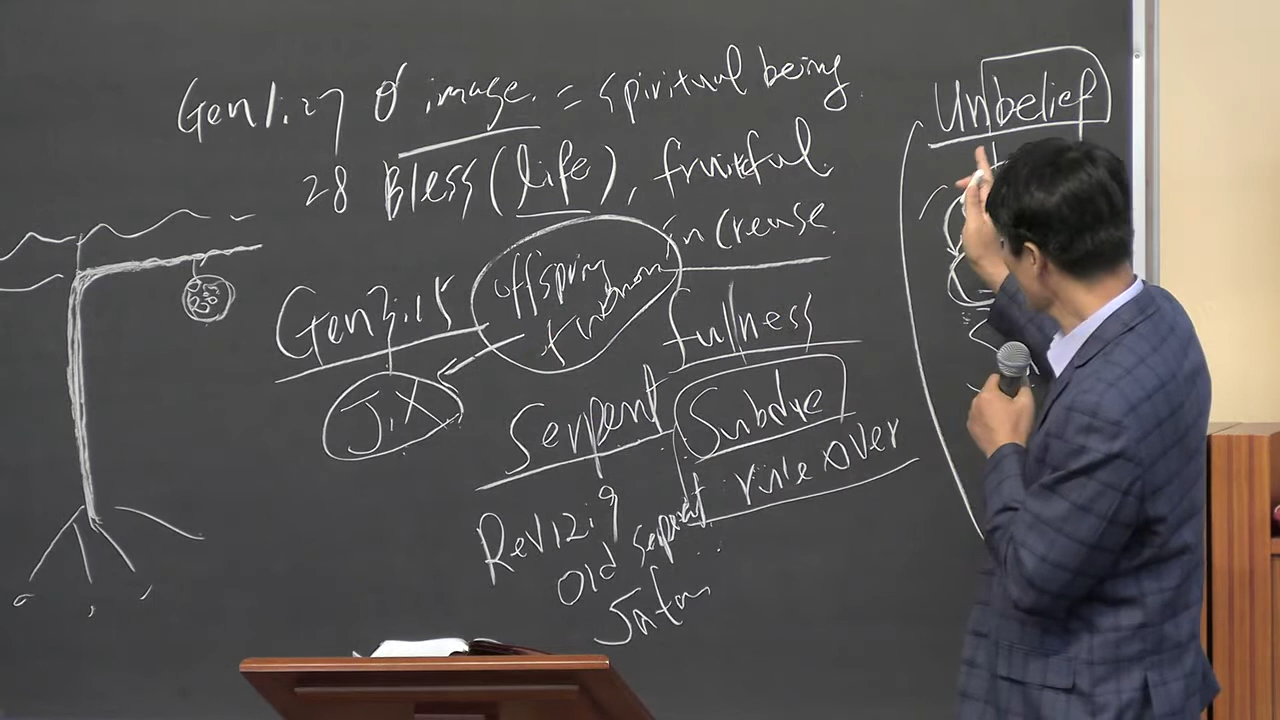 Gen1:27 image = spiritual being
28 Bless (life), fruitful
increase
offspring
Gen3:15
fullness
J.X
Serpent
Subdue
rule over
Rev12:9
old serpent
Satan
Unbelief